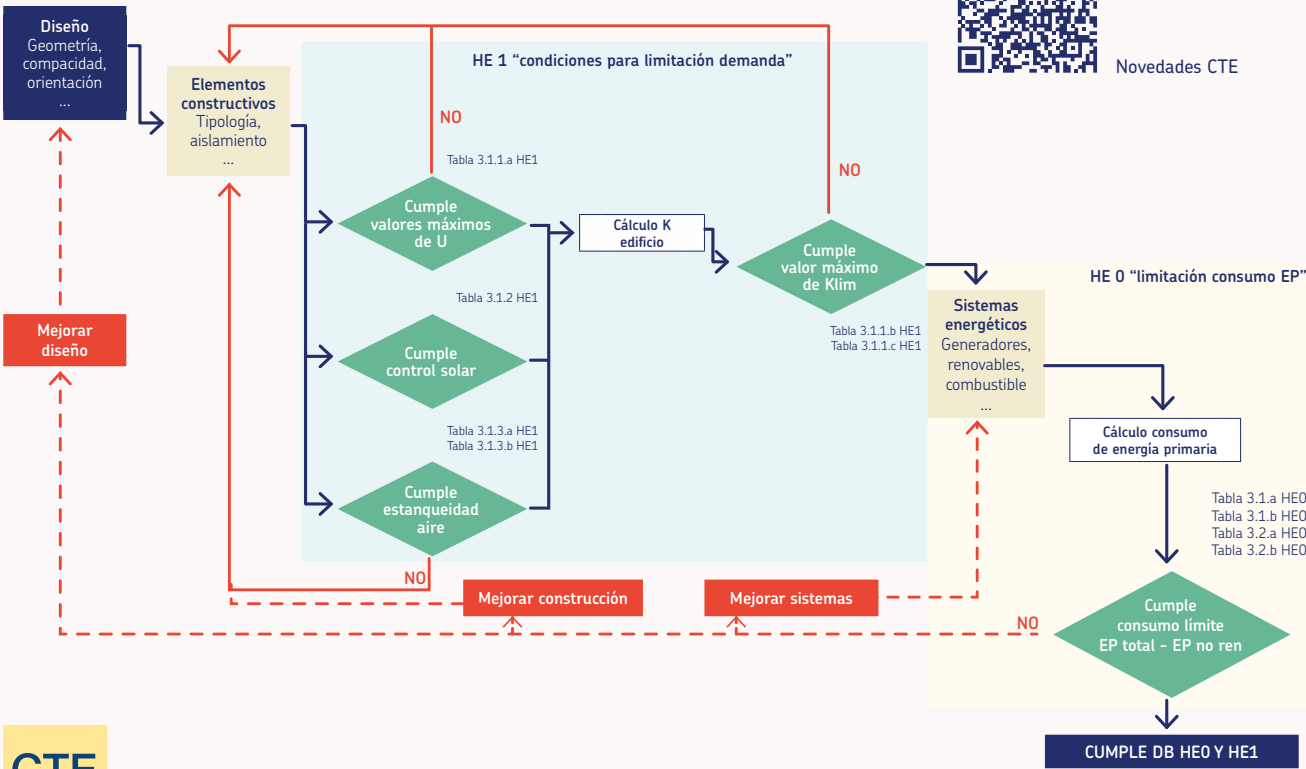 Diseño
Geometría,
compacidad,
orientación
...
Elementos
constructivos
Tipología,
aislamiento
...
HE 1 “condiciones para limitación demanda”
Novedades CTE
NO
Tabla 3.1.1.a HE1
NO
Cumple
valores máximos
de U
Cálculo K
edificio
Cumple
valor máximo
de Klim
HE 0 “limitación consumo EP”
Tabla 3.1.2 HE1
Sistemas
energéticos
Generadores,
renovables,
combustible
...
Mejorar
diseño
Tabla 3.1.1.b HE1
Tabla 3.1.1.c HE1
Cumple
control solar
Tabla 3.1.3.a HE1
Tabla 3.1.3.b HE1
Cálculo consumo
de energía primaria
Cumple
estanqueidad
aire
Tabla 3.1.a HE0
Tabla 3.1.b HE0
Tabla 3.2.a HE0
Tabla 3.2.b HE0
NO
Mejorar construcción
Mejorar sistemas
NO
Cumple
consumo límite
EP total - EP no ren
CTE
CUMPLE DB HE0 Y HE1